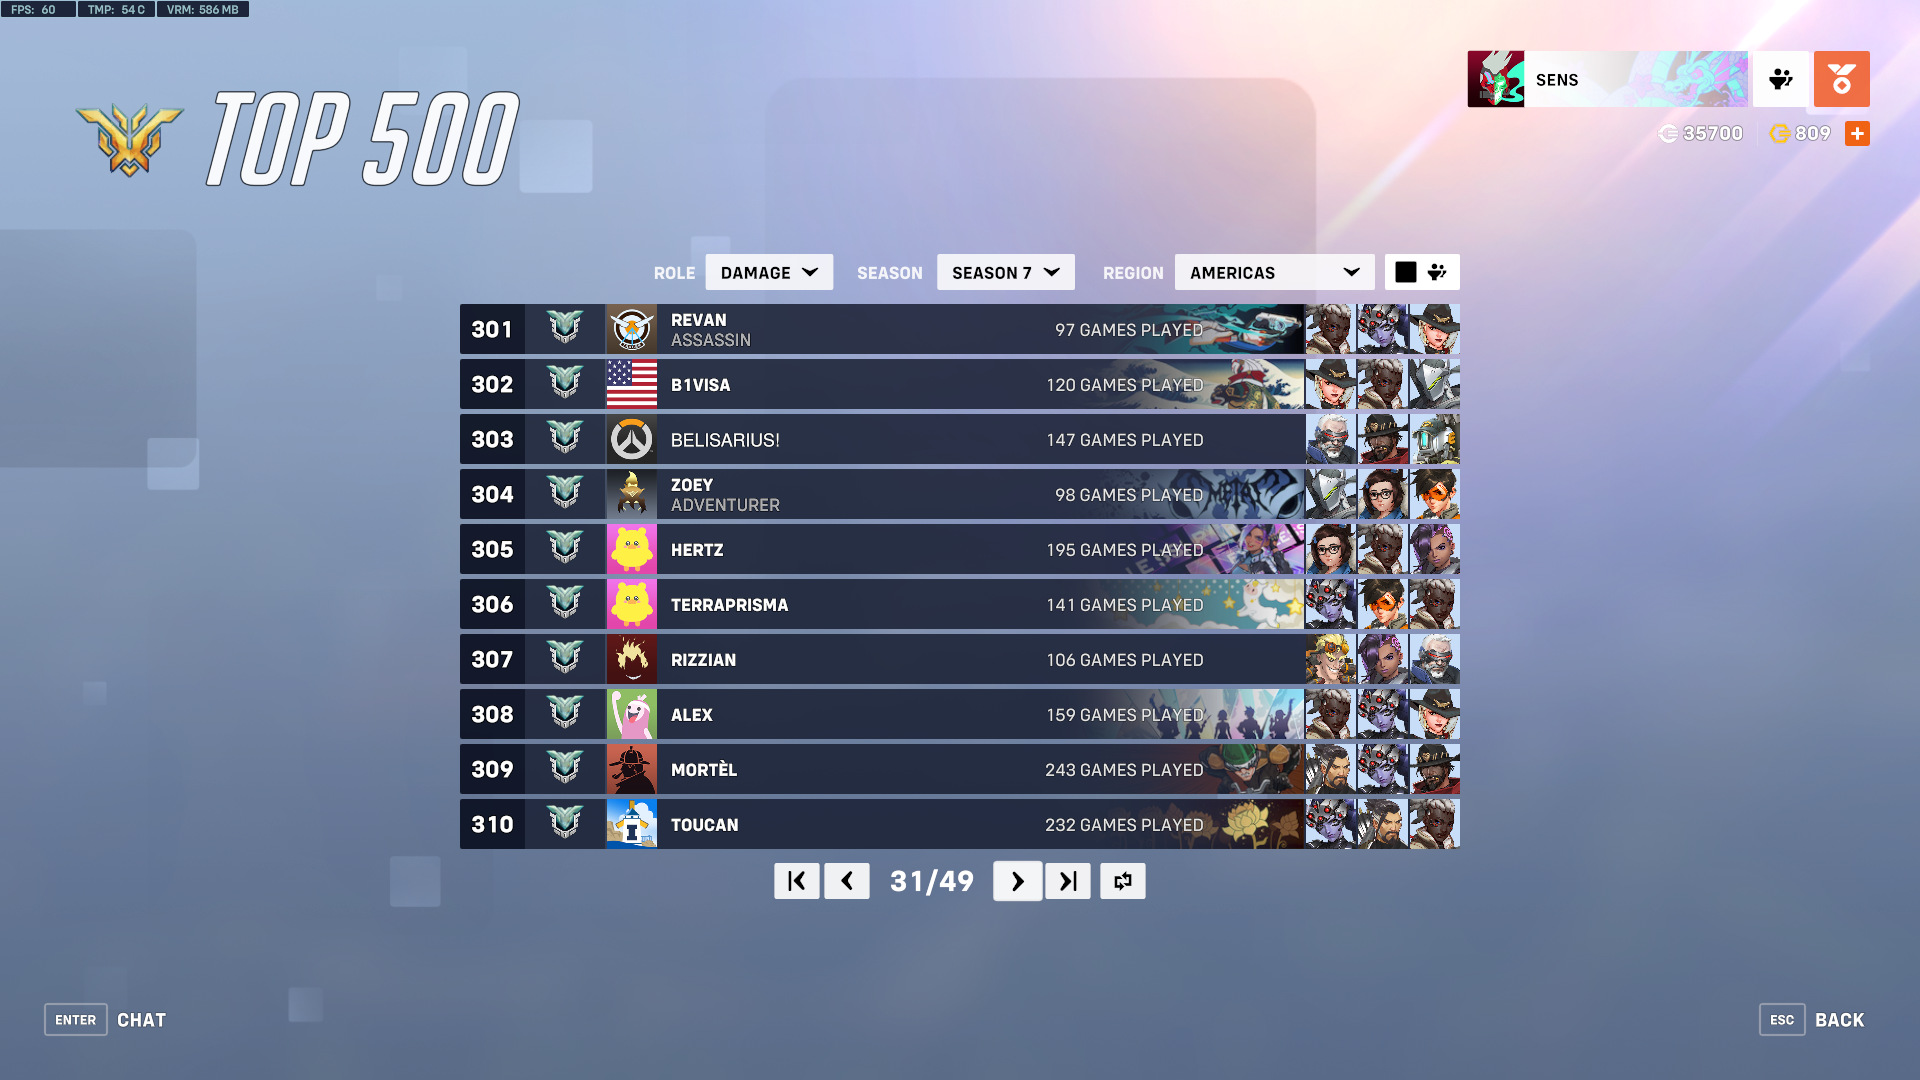 FPS: 60 TMP: 54 C VRM: 586 MB
TOP 500
SENS
35700 809
ROLE DAMAGE SEASON SEASON 7 REGION AMERICAS
301 REVAN 97 GAMES PLAYED
ASSASSIN
302 B1VISA 120 GAMES PLAYED
303 BELISARIUS! 147 GAMES PLAYED
304 ZOEY 98 GAMES PLAYED
ADVENTURER
305 HERTZ 195 GAMES PLAYED
306 TERRAPRISMA 141 GAMES PLAYED
307 RIZZIAN 106 GAMES PLAYED
308 ALEX 159 GAMES PLAYED
309 MORTÈL 243 GAMES PLAYED
310 TOUCAN 232 GAMES PLAYED
31/49
ENTER CHAT
ESC BACK